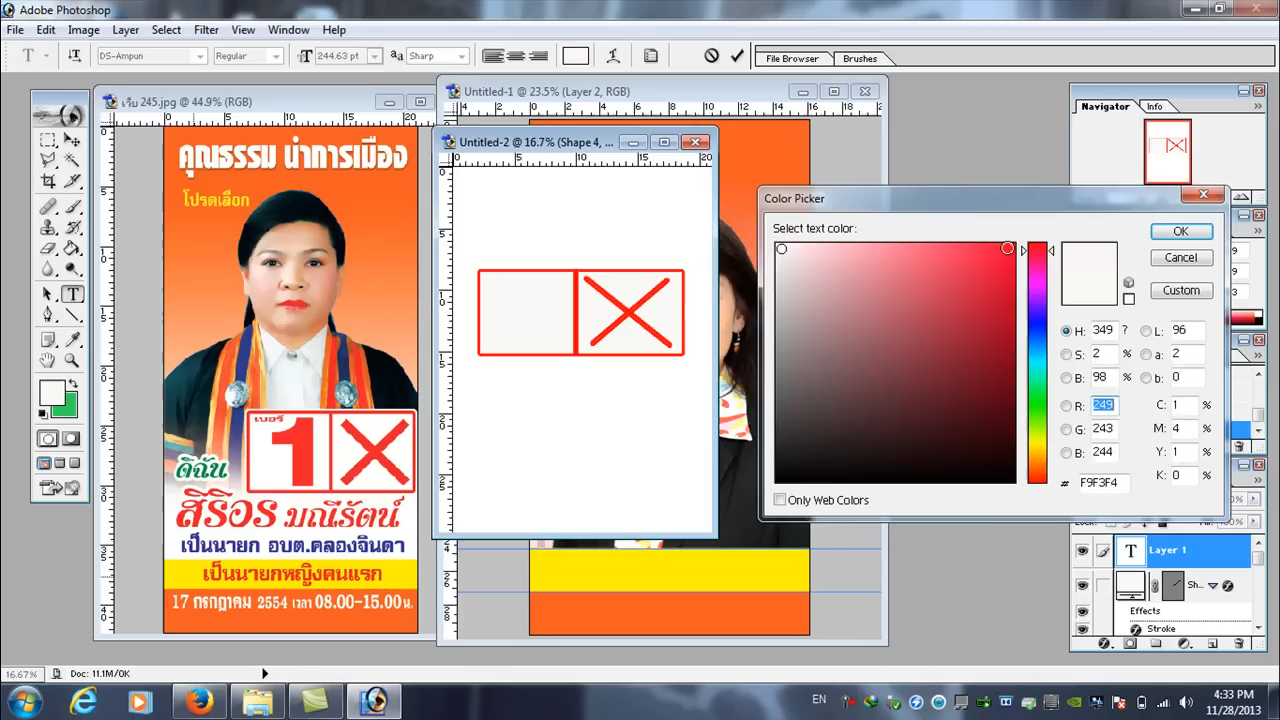 Adobe Photoshop
File Edit Image Layer Select Filter View Window Help
T DS-Ampun Regular 244.63 pt aa Sharp File Browser Brushes
เว็บ 245.jpg @ 44.9% (RGB)
Untitled-1 @ 23.5% (Layer 2, RGB)
Untitled-2 @ 16.7% (Shape 4, ...
Navigator Info
คุณธรรม นำการเมือง
โปรดเลือก
เบอร์
1
ดิฉัน
สิริอร มณีรัตน์
เป็นนายก อบต.คลองจินดา
เป็นนายกหญิงคนแรก
17 กรกฎาคม 2554 เวลา 08.00-15.00 น.
Color Picker
Select text color:
OK
Cancel
Custom
H: 349 ? L: 96
S: 2 % a: 2
B: 98 % b: 0
R: 249 C: 1 %
G: 243 M: 4 %
B: 244 Y: 1 %
# F9F3F4 K: 0 %
Only Web Colors
T Layer 1
Sh...
Effects
Stroke
16.67% Doc: 11.1M/0K
EN
4:33 PM
11/28/2013